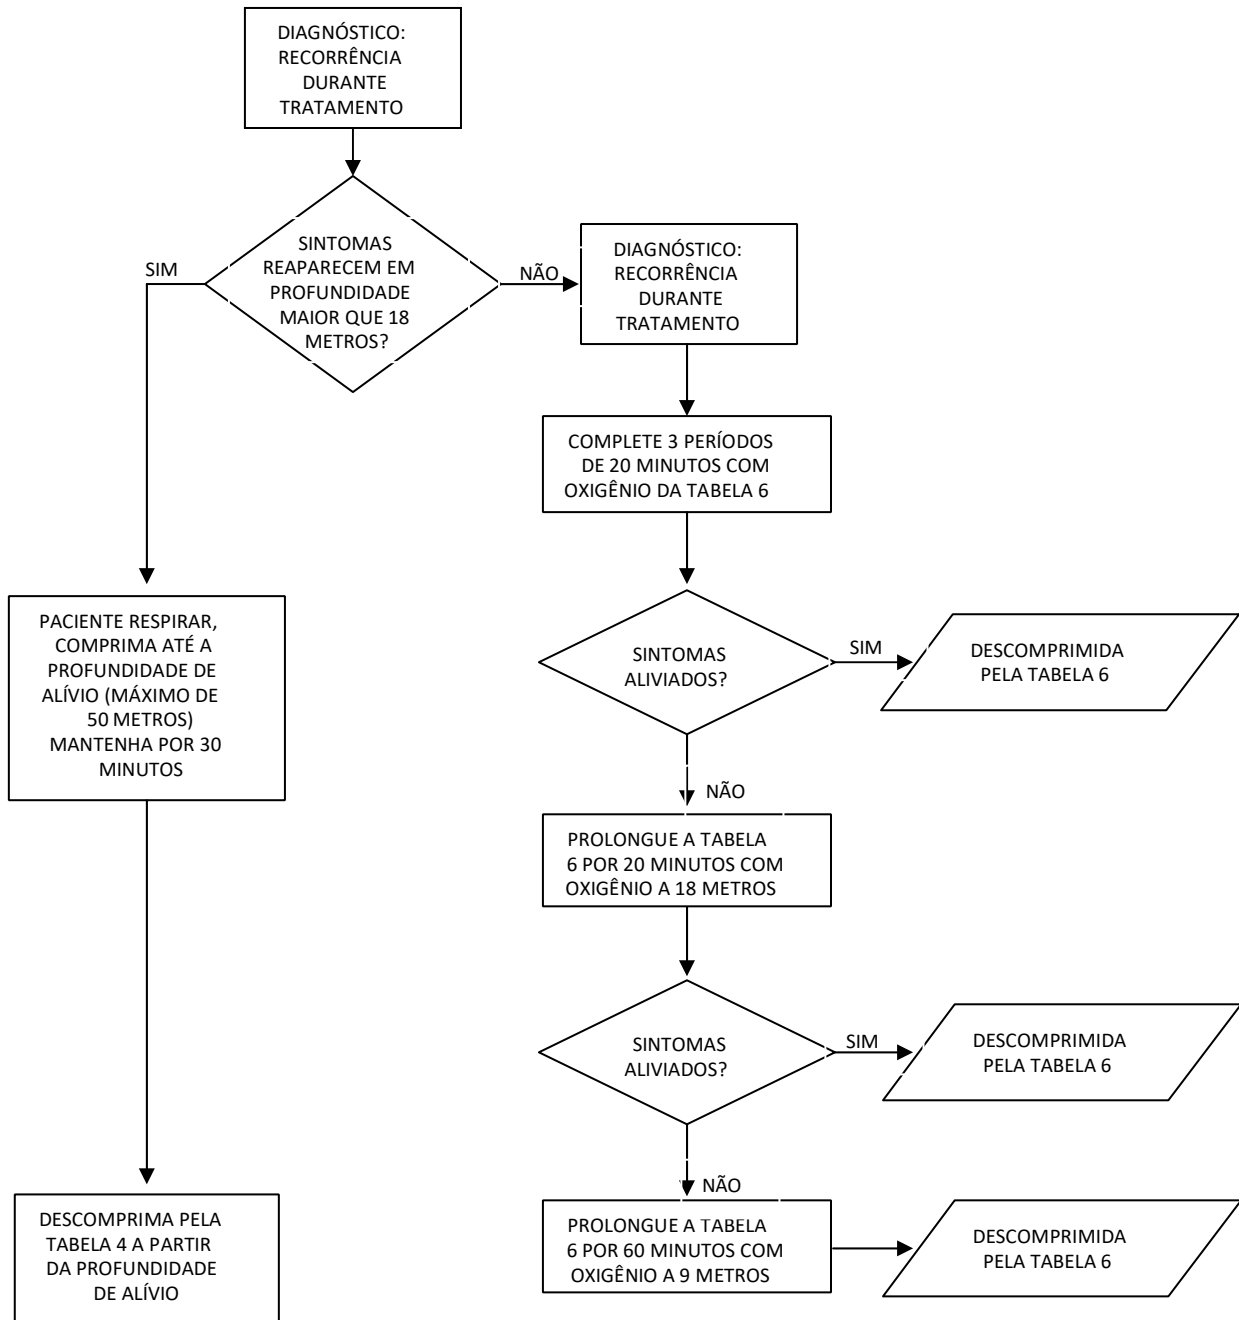 DIAGNÓSTICO:
RECORRÊNCIA
DURANTE
TRATAMENTO
SINTOMAS
REAPARECEM EM
PROFUNDIDADE
MAIOR QUE 18
METROS?
SIM
NÃO
DIAGNÓSTICO:
RECORRÊNCIA
DURANTE
TRATAMENTO
COMPLETE 3 PERÍODOS
DE 20 MINUTOS COM
OXIGÊNIO DA TABELA 6
PACIENTE RESPIRAR,
COMPRIMA ATÉ A
PROFUNDIDADE DE
ALÍVIO (MÁXIMO DE
50 METROS)
MANTENHA POR 30
MINUTOS
SINTOMAS
ALIVIADOS?
SIM
DESCOMPRIMIDA
PELA TABELA 6
NÃO
PROLONGUE A TABELA
6 POR 20 MINUTOS COM
OXIGÊNIO A 18 METROS
SINTOMAS
ALIVIADOS?
SIM
DESCOMPRIMIDA
PELA TABELA 6
NÃO
DESCOMPRIMA PELA
TABELA 4 A PARTIR
DA PROFUNDIDADE
DE ALÍVIO
PROLONGUE A TABELA
6 POR 60 MINUTOS COM
OXIGÊNIO A 9 METROS
DESCOMPRIMIDA
PELA TABELA 6